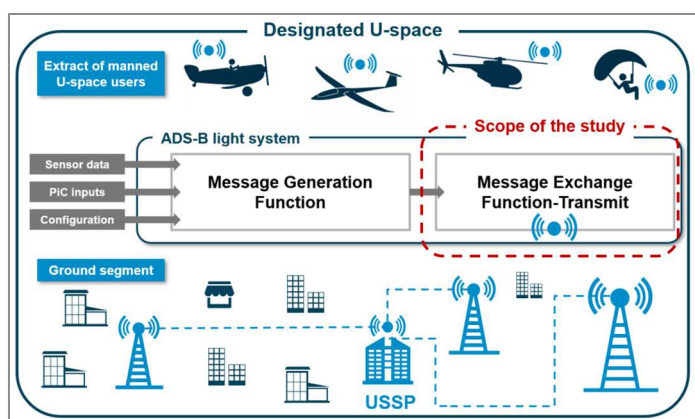 Designated U-space
Extract of manned
U-space users
ADS-B light system
Scope of the study
Sensor data
PiC inputs
Configuration
Message Generation
Function
Message Exchange
Function-Transmit
Ground segment
USSP